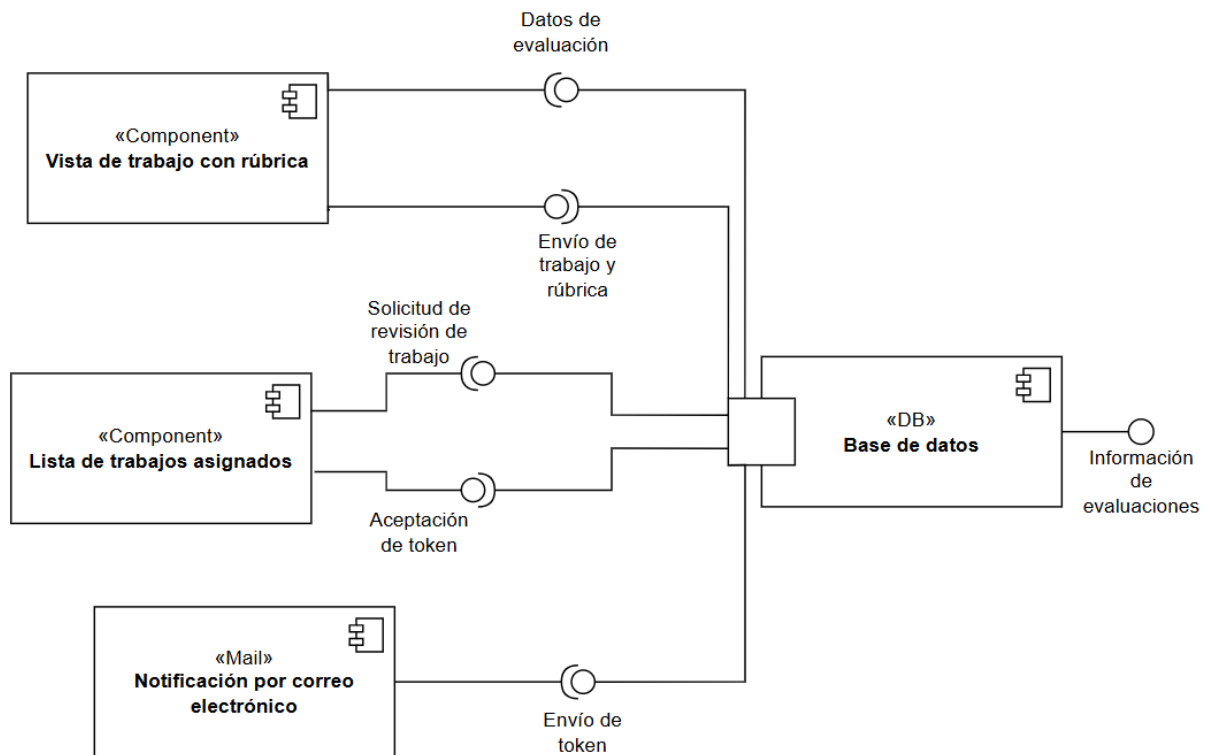 Datos de
evaluación
«Component»
Vista de trabajo con rúbrica
Envío de
trabajo y
rúbrica
Solicitud de
revisión de
trabajo
«Component»
Lista de trabajos asignados
Aceptación
de token
«DB»
Base de datos
Información
de
evaluaciones
«Mail»
Notificación por correo
electrónico
Envío de
token